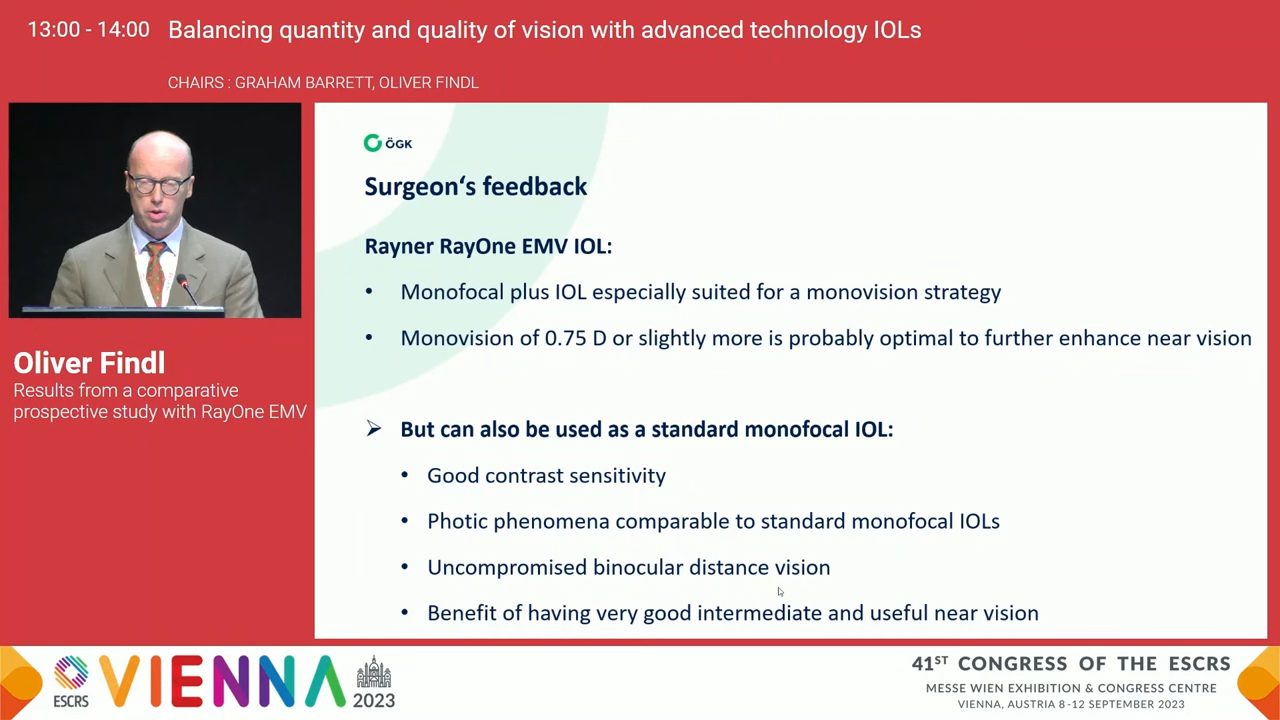 13:00 - 14:00 Balancing quantity and quality of vision with advanced technology IOLs
CHAIRS : GRAHAM BARRETT, OLIVER FINDL
ÖGK
Surgeon‘s feedback
Rayner RayOne EMV IOL:
• Monofocal plus IOL especially suited for a monovision strategy
• Monovision of 0.75 D or slightly more is probably optimal to further enhance near vision
➢ But can also be used as a standard monofocal IOL:
• Good contrast sensitivity
• Photic phenomena comparable to standard monofocal IOLs
• Uncompromised binocular distance vision
• Benefit of having very good intermediate and useful near vision
Oliver Findl
Results from a comparative
prospective study with RayOne EMV
ESCRS
VIENNA
2023
41ST CONGRESS OF THE ESCRS
MESSE WIEN EXHIBITION & CONGRESS CENTRE
VIENNA, AUSTRIA 8 -12 SEPTEMBER 2023